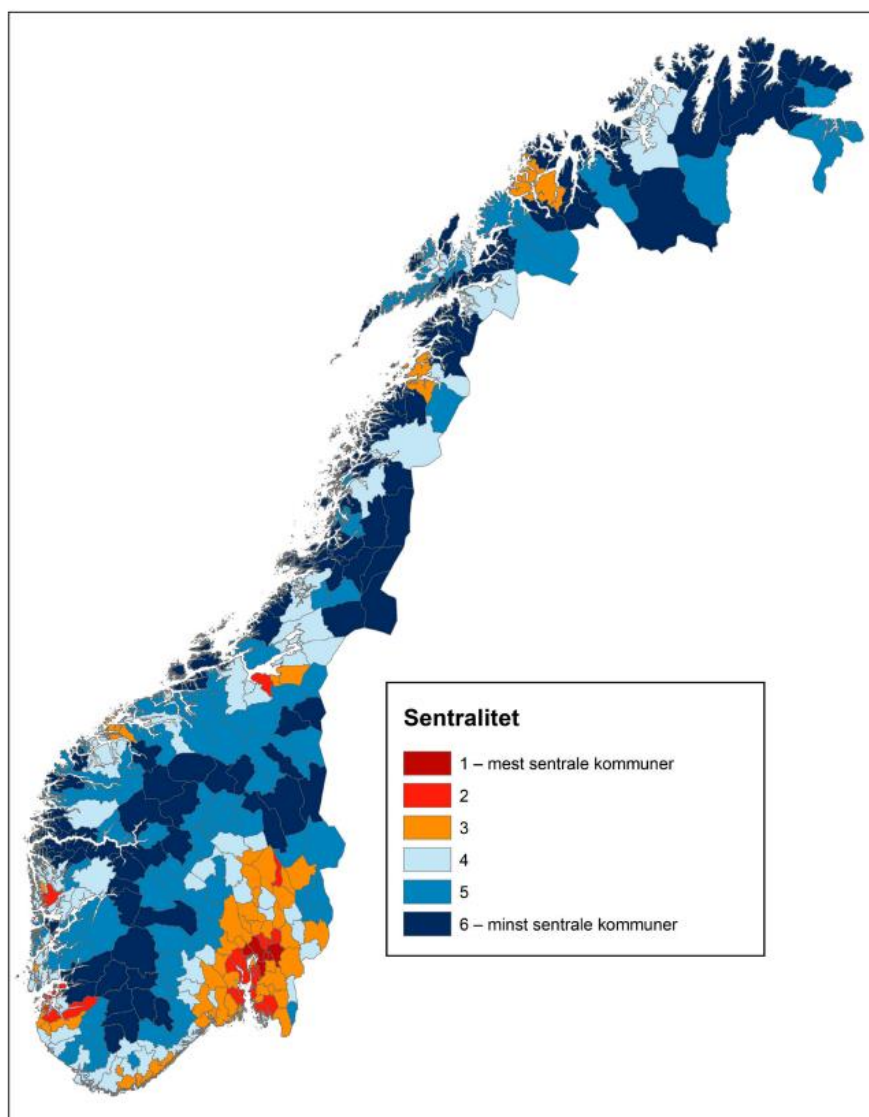 Sentralitet
1 – mest sentrale kommuner
2
3
4
5
6 – minst sentrale kommuner